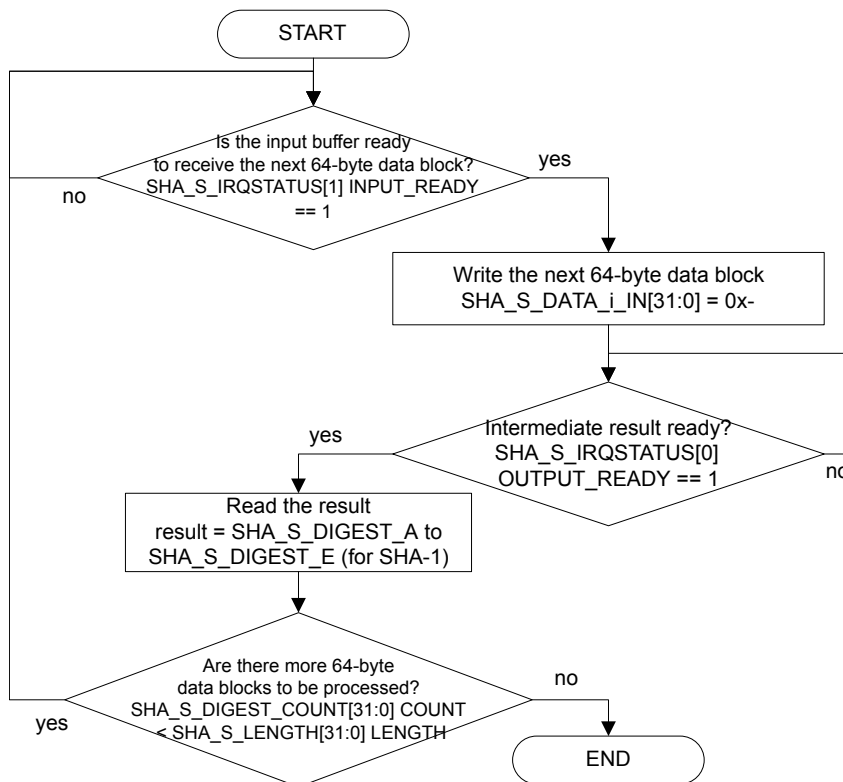 START
Is the input buffer ready
to receive the next 64-byte data block?
SHA_S_IRQSTATUS[1] INPUT_READY
== 1
yes
no
Write the next 64-byte data block
SHA_S_DATA_i_IN[31:0] = 0x-
Intermediate result ready?
SHA_S_IRQSTATUS[0]
OUTPUT_READY == 1
yes
no
Read the result
result = SHA_S_DIGEST_A to
SHA_S_DIGEST_E (for SHA-1)
Are there more 64-byte
data blocks to be processed?
SHA_S_DIGEST_COUNT[31:0] COUNT
< SHA_S_LENGTH[31:0] LENGTH
no
yes
END